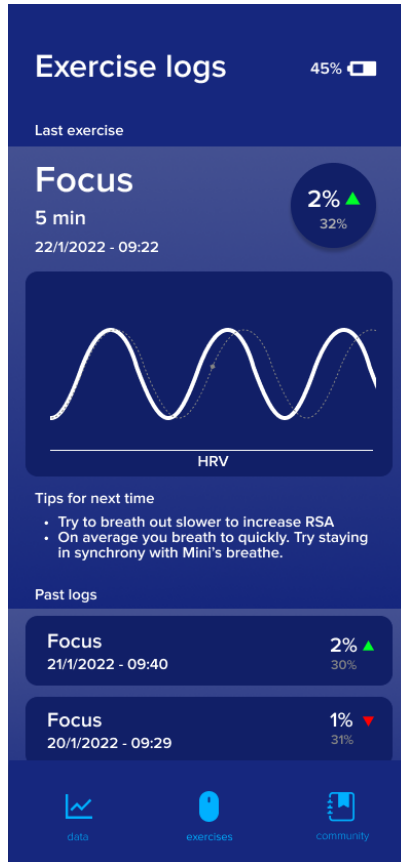 Exercise logs
45%
Last exercise
Focus
5 min
22/1/2022 - 09:22
2%
32%
HRV
Tips for next time
• Try to breath out slower to increase RSA
• On average you breath to quickly. Try staying
in synchrony with Mini's breathe.
Past logs
Focus
21/1/2022 - 09:40
2%
30%
Focus
20/1/2022 - 09:29
1%
31%
data
exercises
community